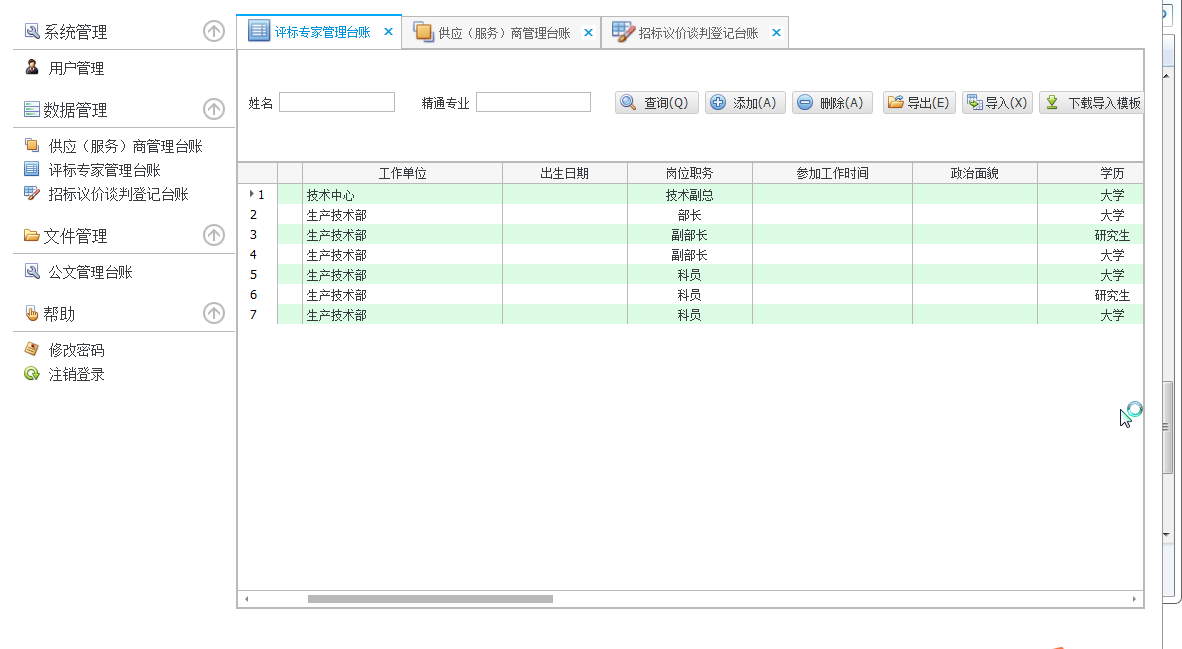 系统管理
用户管理
数据管理
供应（服务）商管理台账
评标专家管理台账
招标议价谈判登记台账
文件管理
公文管理台账
帮助
修改密码
注销登录
评标专家管理台账 供应（服务）商管理台账 招标议价谈判登记台账
姓名 精通专业 查询(Q) 添加(A) 删除(A) 导出(E) 导入(X) 下载导入模板
工作单位 出生日期 岗位职务 参加工作时间 政治面貌 学历
1 技术中心 技术副总 大学
2 生产技术部 部长 大学
3 生产技术部 副部长 研究生
4 生产技术部 副部长 大学
5 生产技术部 科员 大学
6 生产技术部 科员 研究生
7 生产技术部 科员 大学